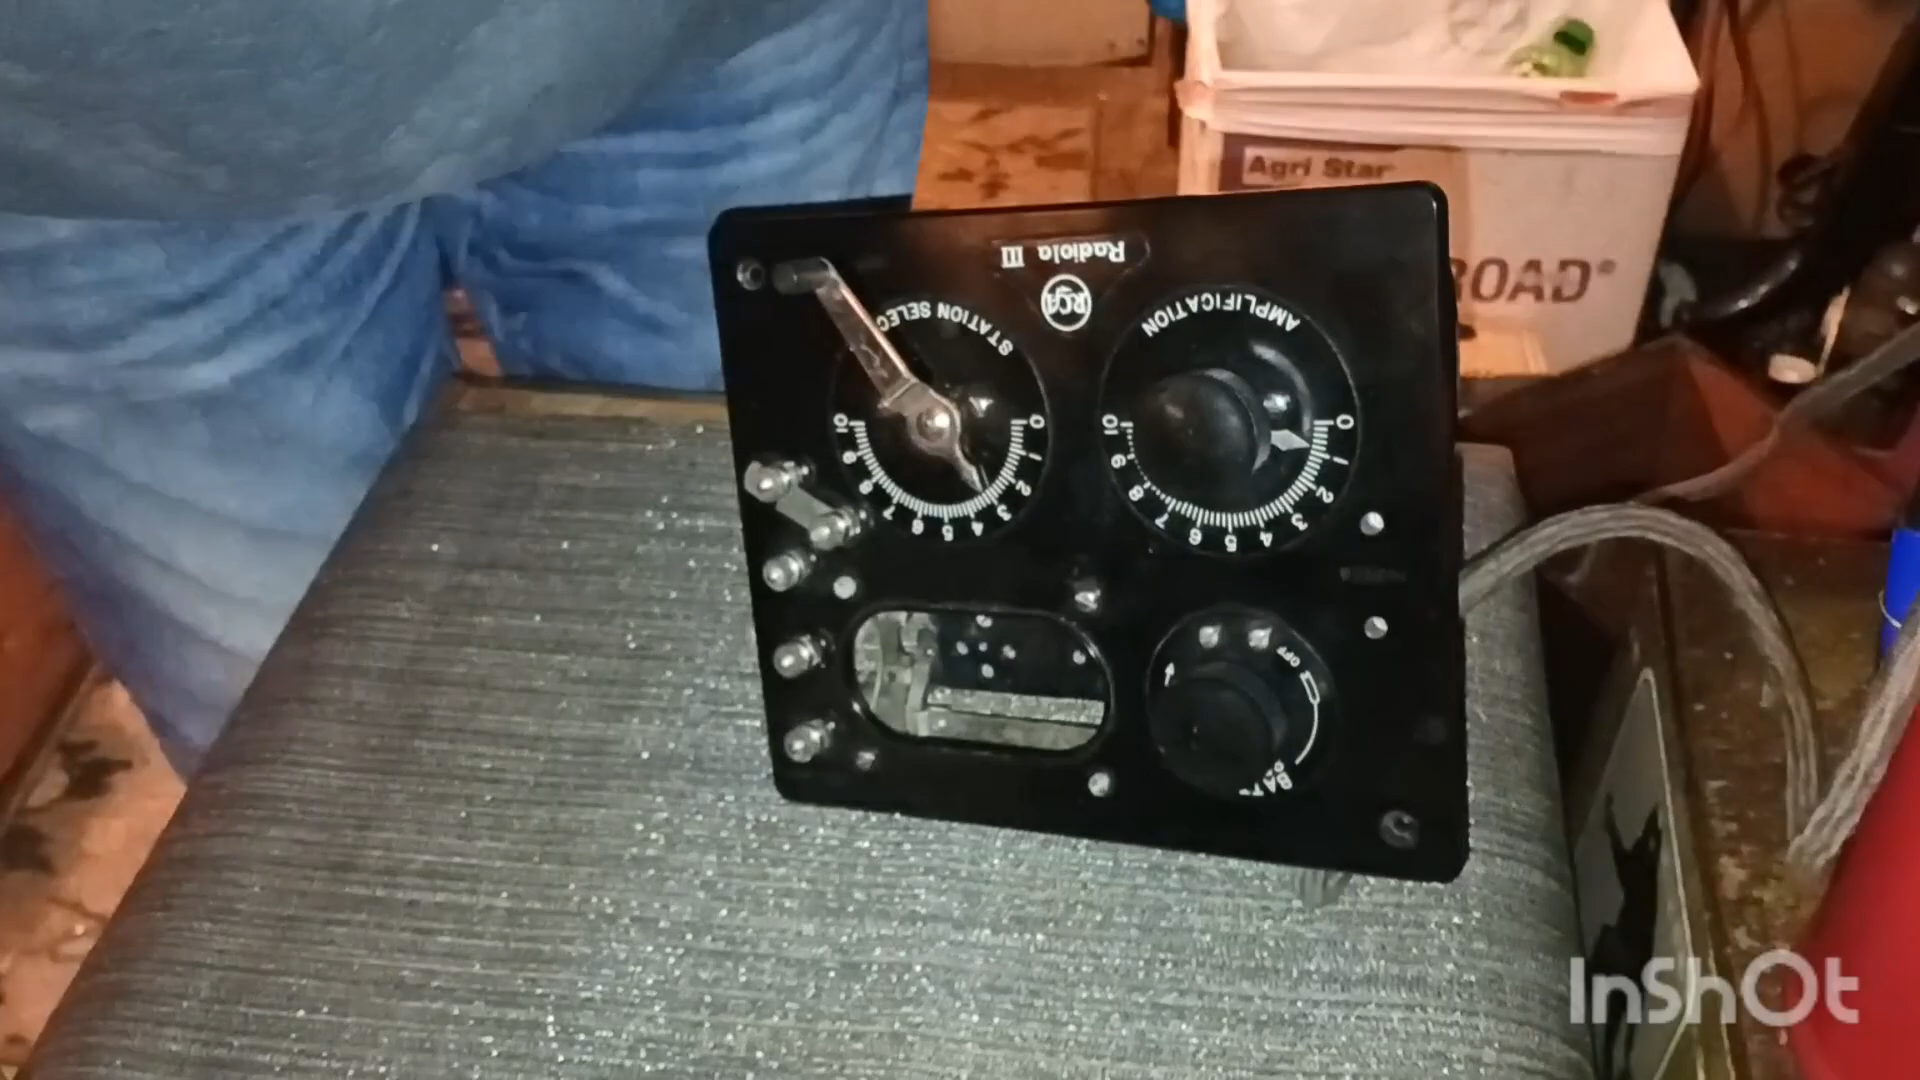 Agri Star
ROAD®
Radiola III
RCA
STATION SELEC
AMPLIFICATION
0 1 2 3 4 5 6 7 8 9 10
0 1 2 3 4 5 6 7 8 9 10
OFF
BAT
InShOt